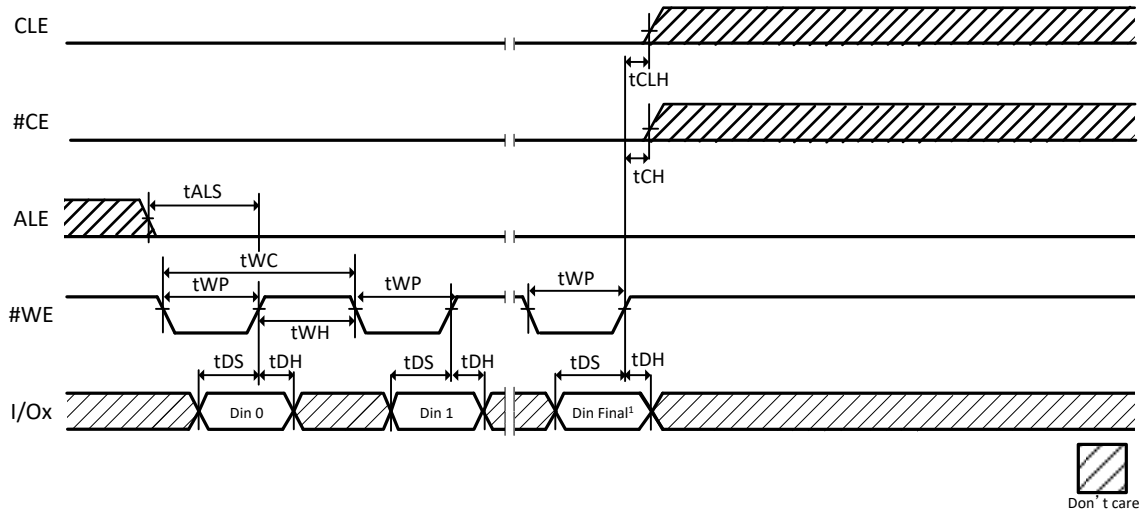 CLE
tCLH
#CE
tCH
tALS
ALE
tWC
tWP tWP tWP
#WE
tWH
tDS tDH tDS tDH tDS tDH
I/Ox Din 0 Din 1 Din Final¹
Don't care